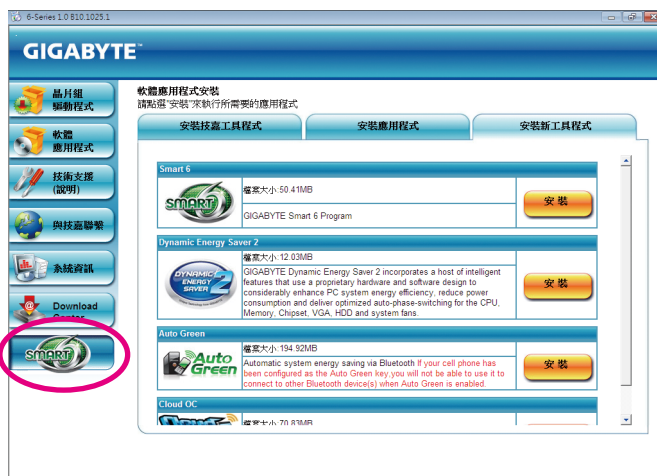 6-Series 1.0 B10.1025.1
GIGABYTE™
晶片組
驅動程式
軟體
應用程式
技術支援
(說明)
與技嘉聯繫
系統資訊
Download
Center
SMART 6
軟體應用程式安裝
請點選"安裝"來執行所需要的應用程式
安裝技嘉工具程式
安裝應用程式
安裝新工具程式
Smart 6
SMART 6
檔案大小:50.41MB
GIGABYTE Smart 6 Program
安 裝
Dynamic Energy Saver 2
DYNAMIC
ENERGY
SAVER 2
檔案大小:12.03MB
GIGABYTE Dynamic Energy Saver 2 incorporates a host of intelligent
features that use a proprietary hardware and software design to
considerably enhance PC system energy efficiency, reduce power
consumption and deliver optimized auto-phase-switching for the CPU,
Memory, Chipset, VGA, HDD and system fans.
安 裝
Auto Green
Auto
Green
檔案大小:194.92MB
Automatic system energy saving via Bluetooth If your cell phone has
been configured as the Auto Green key,you will not be able to use it to
connect to other Bluetooth device(s) when Auto Green is enabled.
安 裝
Cloud OC
檔案大小:70.83MB